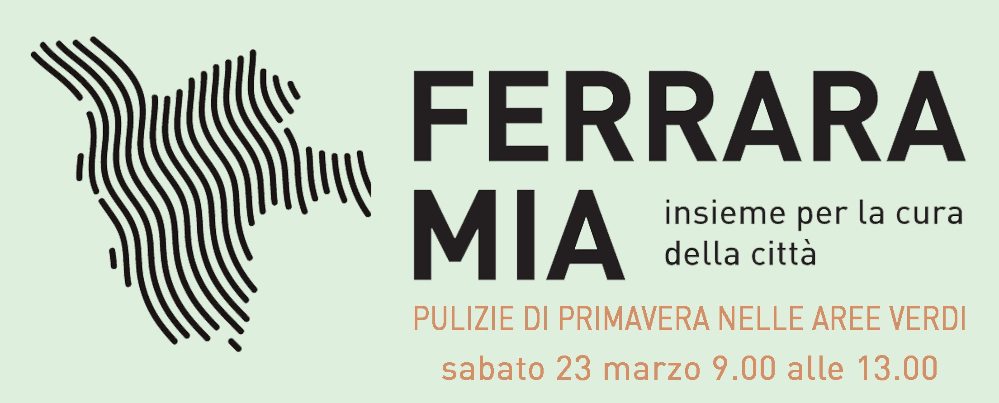 FERRARA
MIA
insieme per la cura
della città
PULIZIE DI PRIMAVERA NELLE AREE VERDI
sabato 23 marzo 9.00 alle 13.00